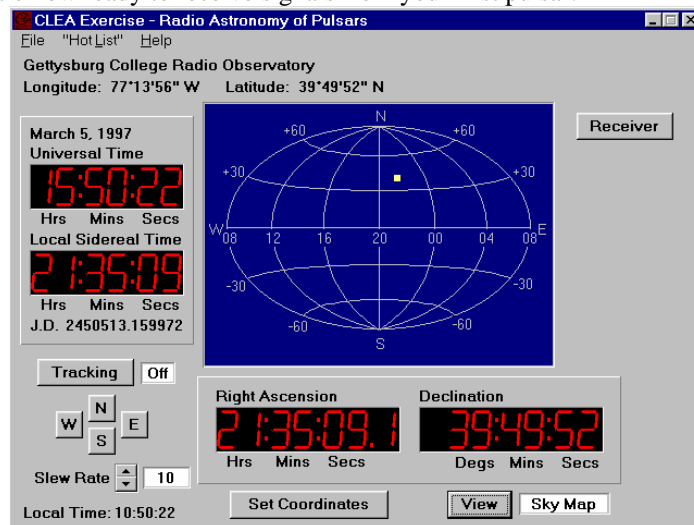 CLEA Exercise - Radio Astronomy of Pulsars
File "Hot List" Help
Gettysburg College Radio Observatory
Longitude: 77°13'56" W Latitude: 39°49'52" N
March 5, 1997
Universal Time
15:50:22
Hrs Mins Secs
Local Sidereal Time
21:35:09
Hrs Mins Secs
J.D. 2450513.159972
N
+60 +60
+30 +30
W 08 12 16 20 00 04 08 E
-30 -30
-60 -60
S
Receiver
Tracking Off
N
W E
S
Slew Rate 10
Local Time: 10:50:22
Right Ascension
21:35:09.1
Hrs Mins Secs
Declination
39:49:52
Degs Mins Secs
Set Coordinates
View Sky Map